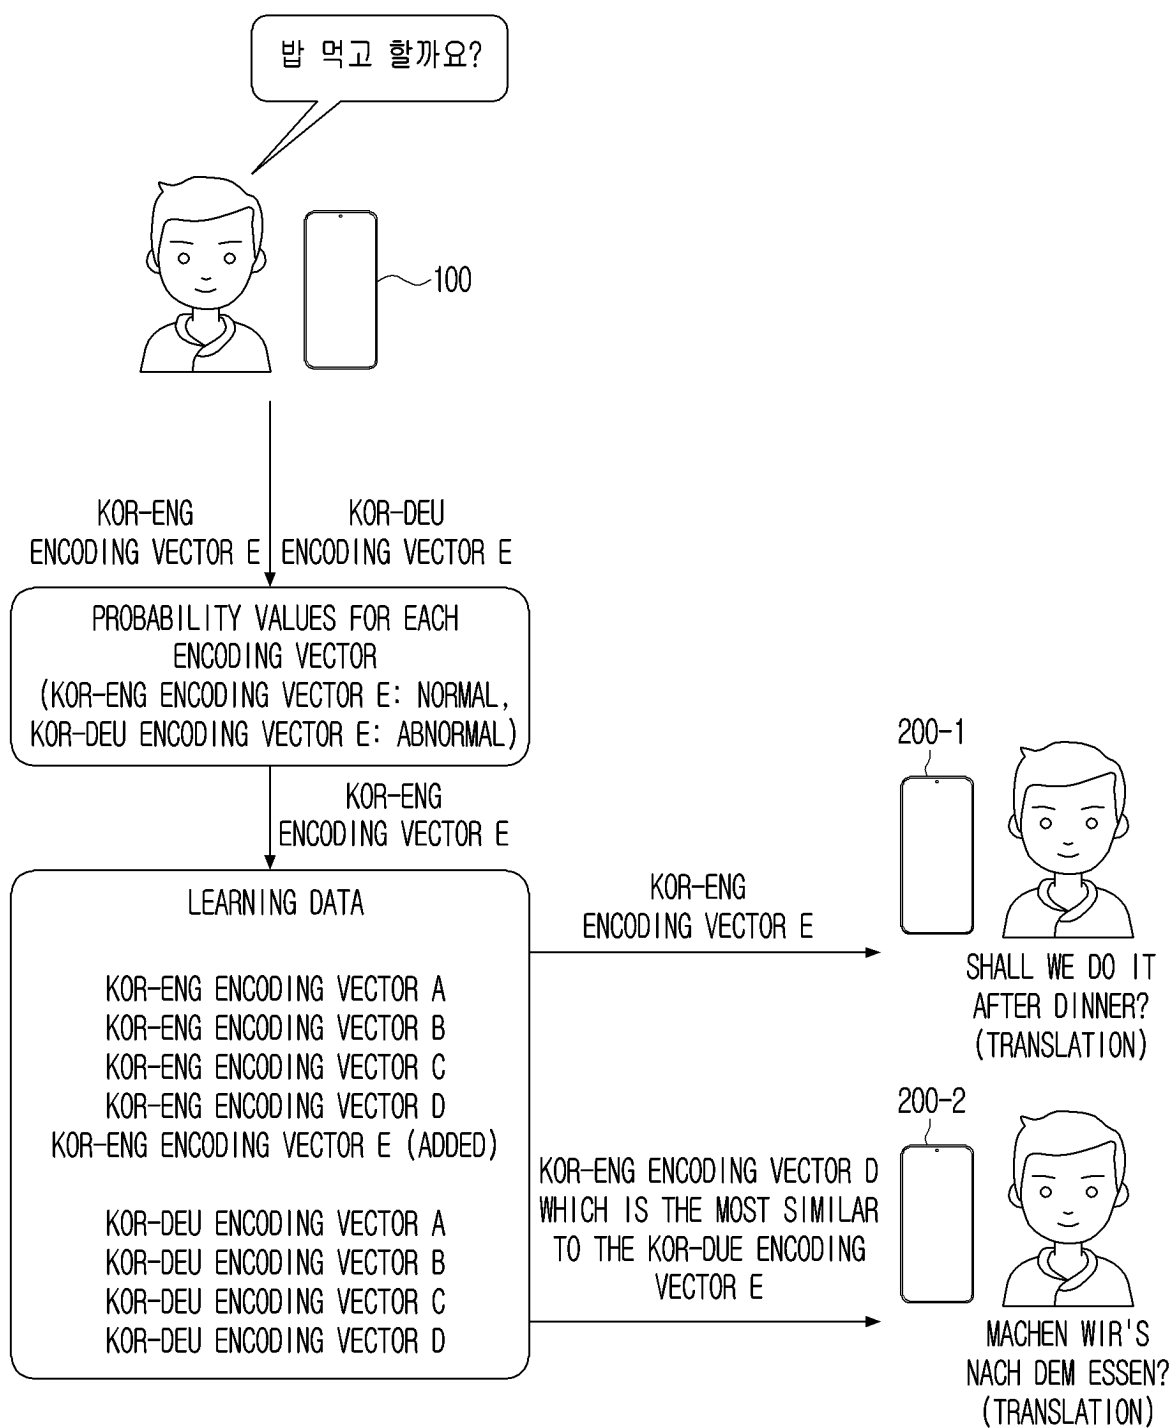 밥 먹고 할까요?
100
KOR-ENG
ENCODING VECTOR E
KOR-DEU
ENCODING VECTOR E
PROBABILITY VALUES FOR EACH
ENCODING VECTOR
(KOR-ENG ENCODING VECTOR E: NORMAL,
KOR-DEU ENCODING VECTOR E: ABNORMAL)
KOR-ENG
ENCODING VECTOR E
LEARNING DATA
KOR-ENG ENCODING VECTOR A
KOR-ENG ENCODING VECTOR B
KOR-ENG ENCODING VECTOR C
KOR-ENG ENCODING VECTOR D
KOR-ENG ENCODING VECTOR E (ADDED)
KOR-DEU ENCODING VECTOR A
KOR-DEU ENCODING VECTOR B
KOR-DEU ENCODING VECTOR C
KOR-DEU ENCODING VECTOR D
KOR-ENG
ENCODING VECTOR E
200-1
SHALL WE DO IT
AFTER DINNER?
(TRANSLATION)
KOR-ENG ENCODING VECTOR D
WHICH IS THE MOST SIMILAR
TO THE KOR-DUE ENCODING
VECTOR E
200-2
MACHEN WIR'S
NACH DEM ESSEN?
(TRANSLATION)